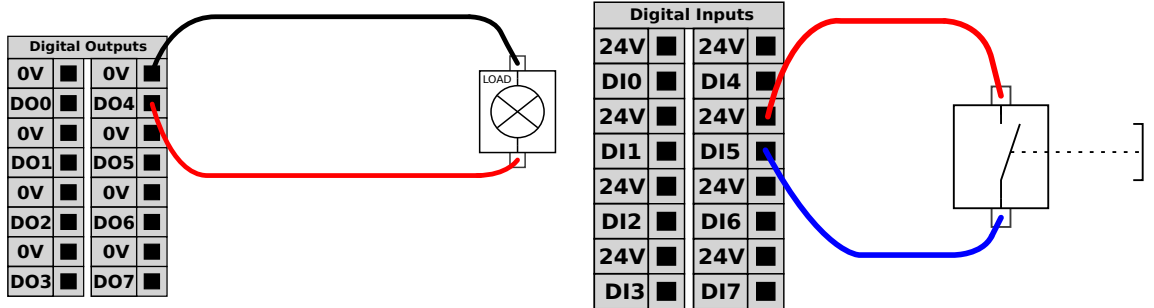 Digital Outputs
0V 0V
DO0 DO4
0V 0V
DO1 DO5
0V 0V
DO2 DO6
0V 0V
DO3 DO7
LOAD
Digital Inputs
24V 24V
DI0 DI4
24V 24V
DI1 DI5
24V 24V
DI2 DI6
24V 24V
DI3 DI7